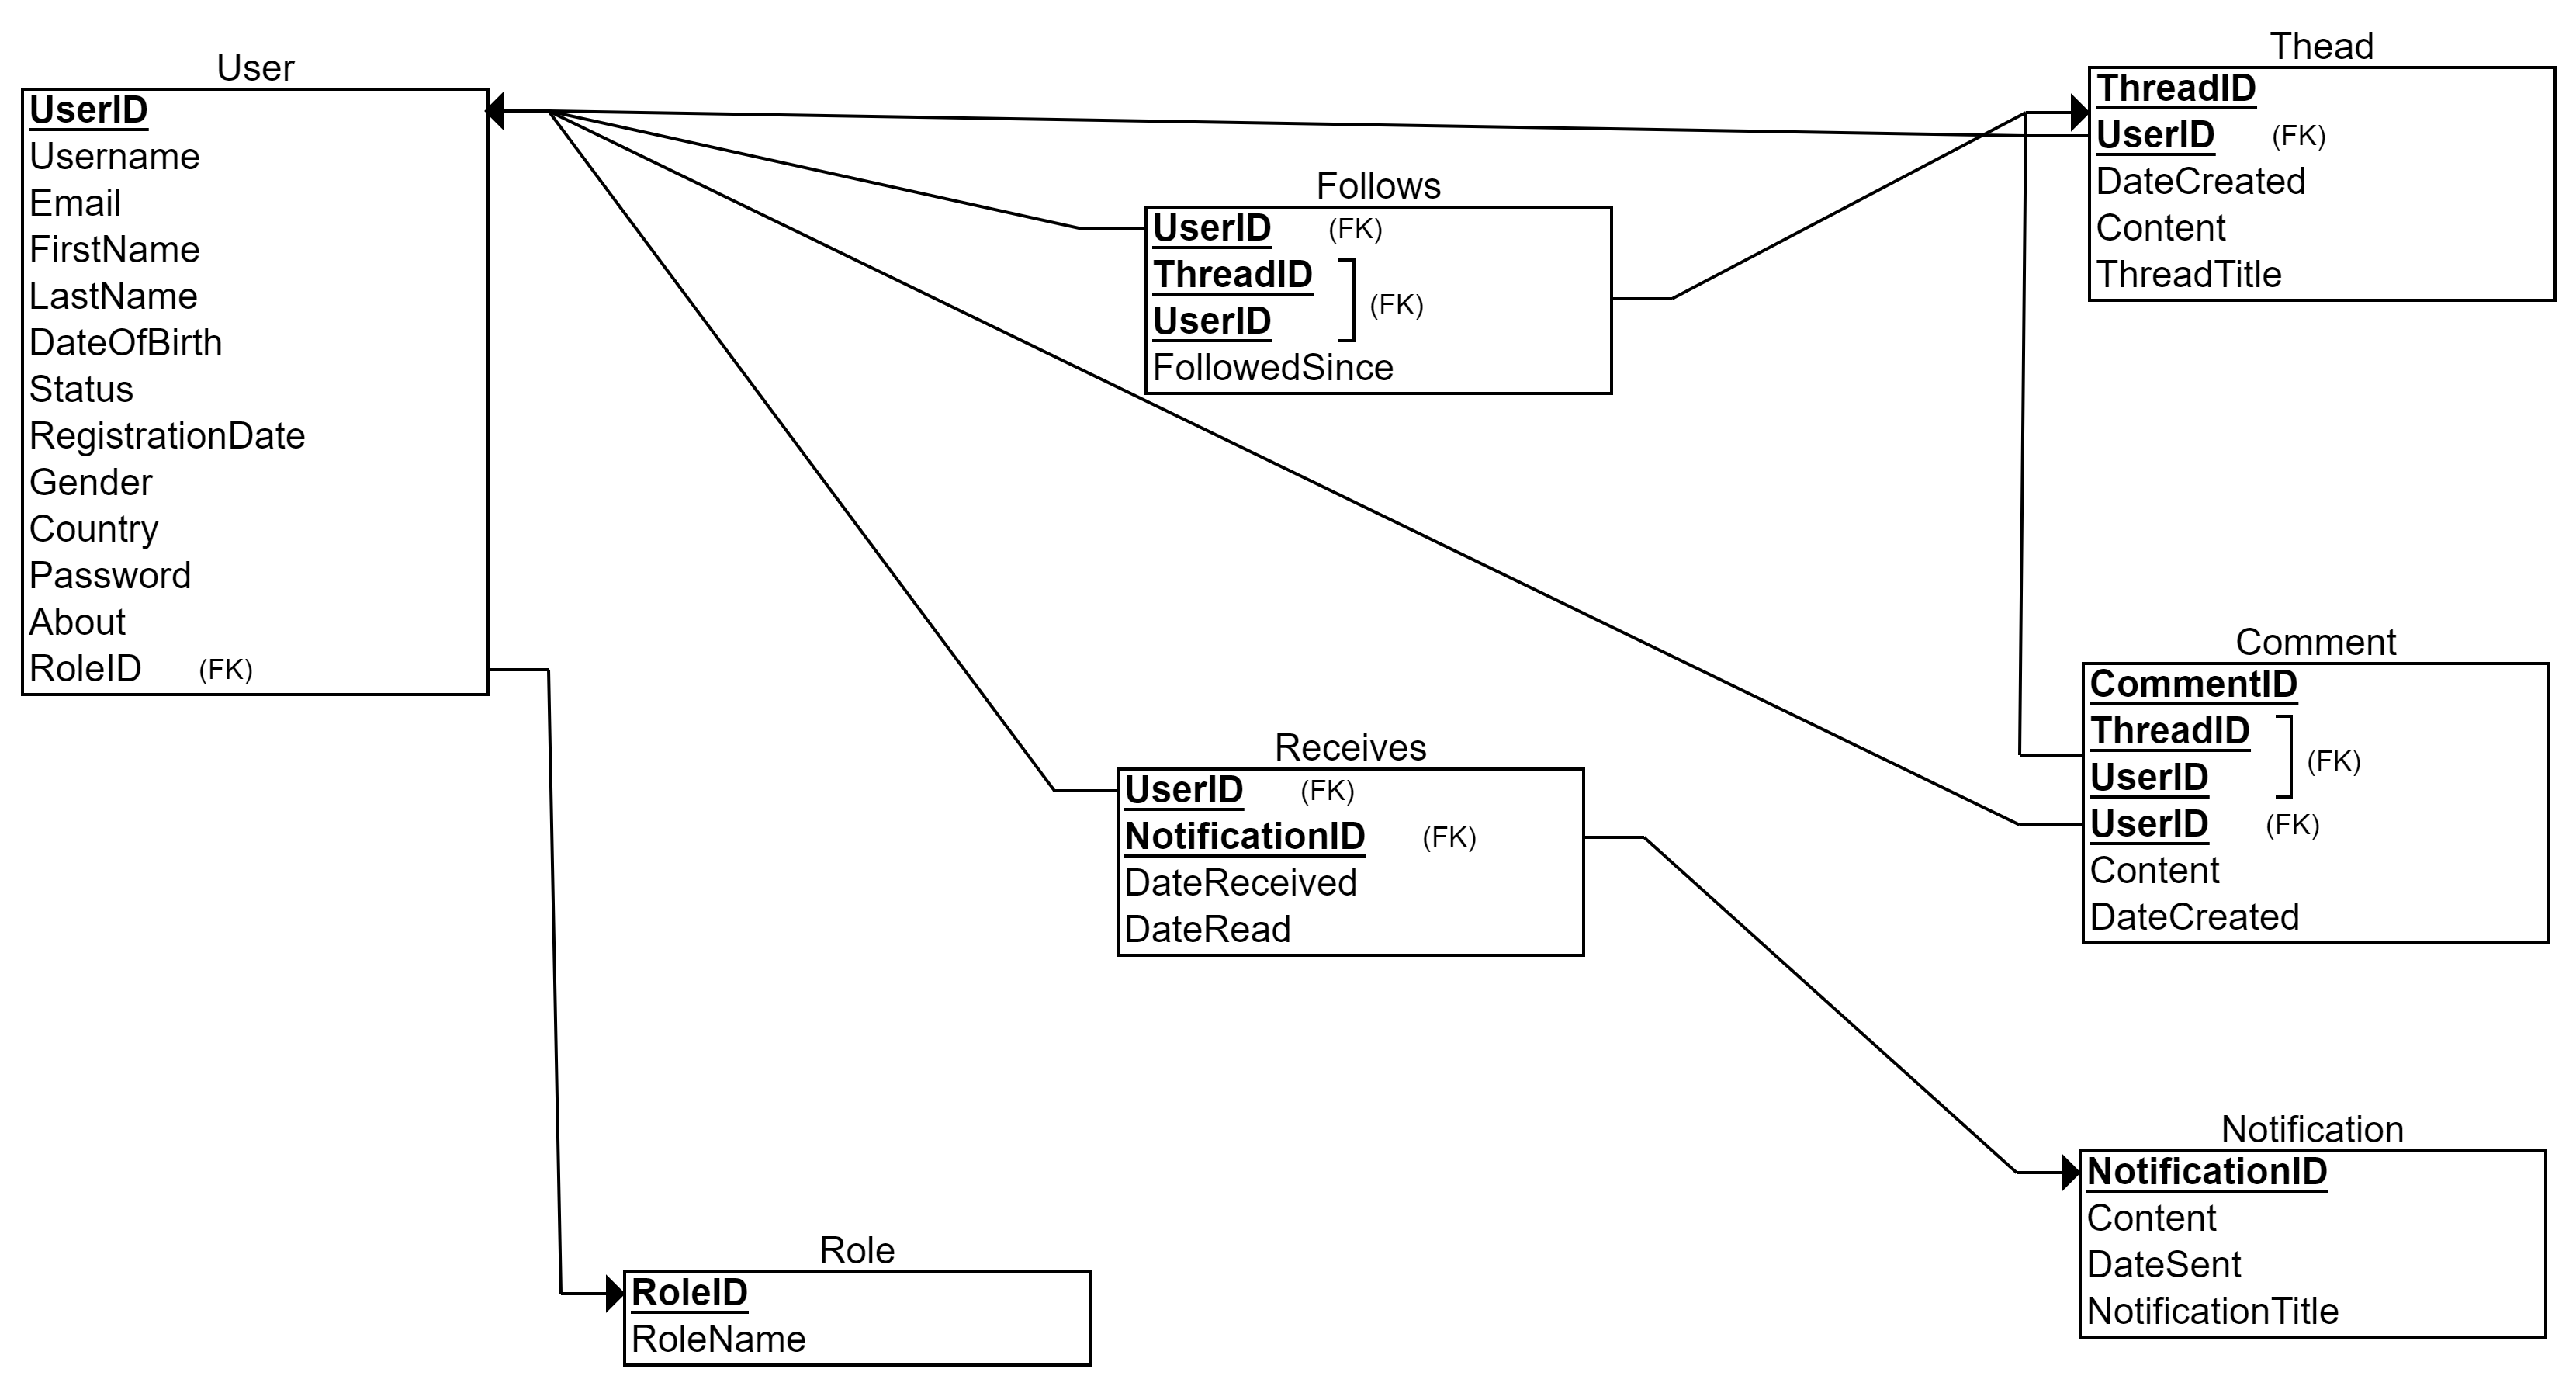 User
UserID
Username
Email
FirstName
LastName
DateOfBirth
Status
RegistrationDate
Gender
Country
Password
About
RoleID (FK)
Follows
UserID (FK)
ThreadID
UserID
(FK)
FollowedSince
Thead
ThreadID
UserID (FK)
DateCreated
Content
ThreadTitle
Receives
UserID (FK)
NotificationID (FK)
DateReceived
DateRead
Comment
CommentID
ThreadID
UserID
(FK)
UserID (FK)
Content
DateCreated
Role
RoleID
RoleName
Notification
NotificationID
Content
DateSent
NotificationTitle